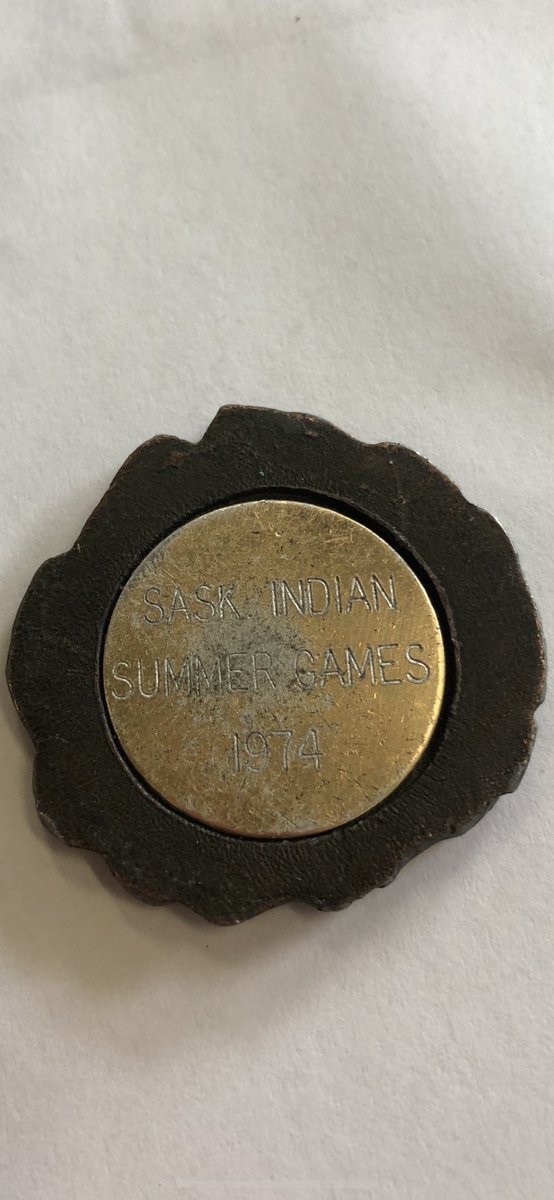 SASK. INDIAN
SUMMER GAMES
1974